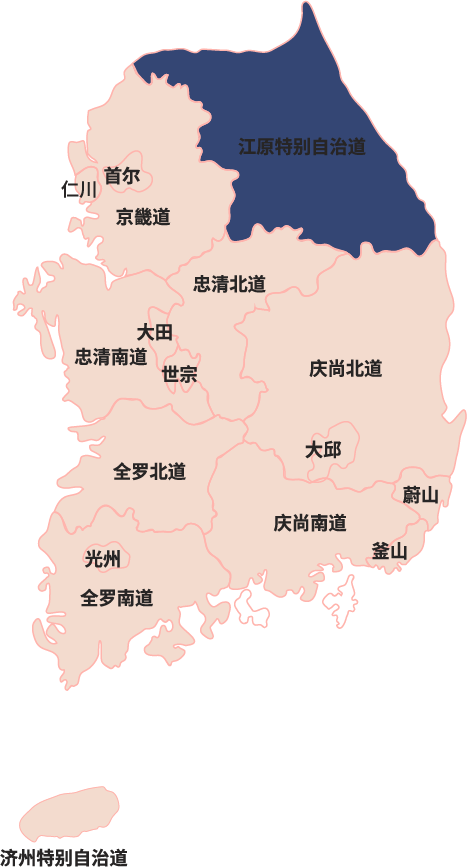 江原特别自治道
首尔
仁川
京畿道
忠清北道
大田
忠清南道
世宗
庆尚北道
大邱
全罗北道
蔚山
庆尚南道
釜山
光州
全罗南道
济州特别自治道